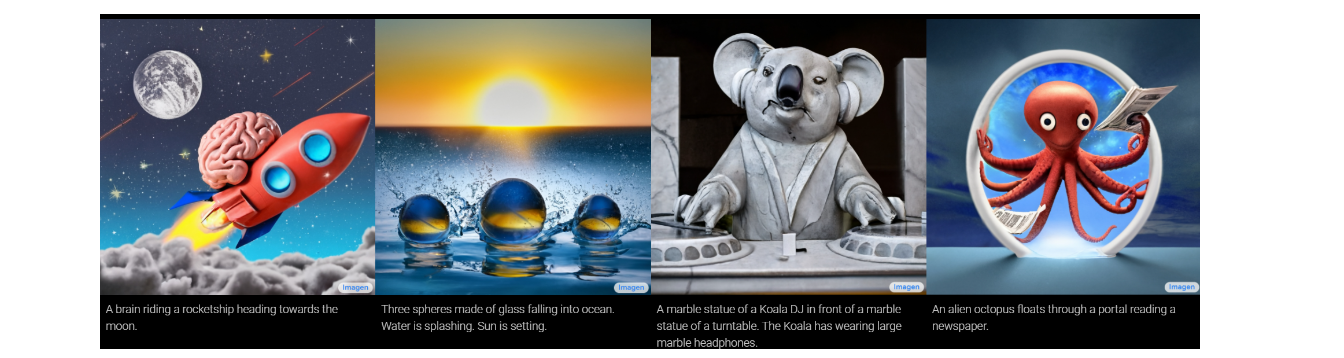 Imagen
Imagen
Imagen
Imagen
A brain riding a rocketship heading towards the
moon.
Three spheres made of glass falling into ocean.
Water is splashing. Sun is setting.
A marble statue of a Koala DJ in front of a marble
statue of a turntable. The Koala has wearing large
marble headphones.
An alien octopus floats through a portal reading a
newspaper.